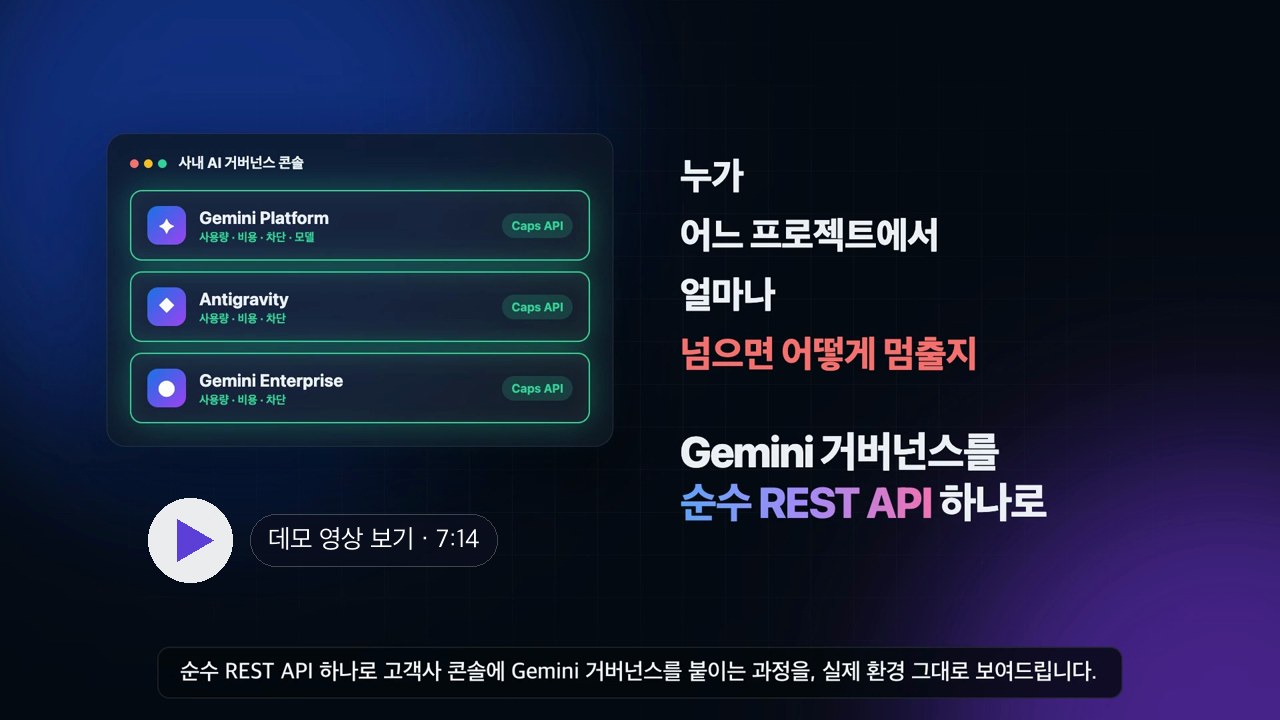 사내 AI 거버넌스 콘솔
Gemini Platform
사용량 · 비용 · 차단 · 모델
Caps API
Antigravity
사용량 · 비용 · 차단
Caps API
Gemini Enterprise
사용량 · 비용 · 차단
Caps API
데모 영상 보기 · 7:14
누가
어느 프로젝트에서
얼마나
넘으면 어떻게 멈출지
Gemini 거버넌스를
순수 REST API 하나로
순수 REST API 하나로 고객사 콘솔에 Gemini 거버넌스를 붙이는 과정을, 실제 환경 그대로 보여드립니다.